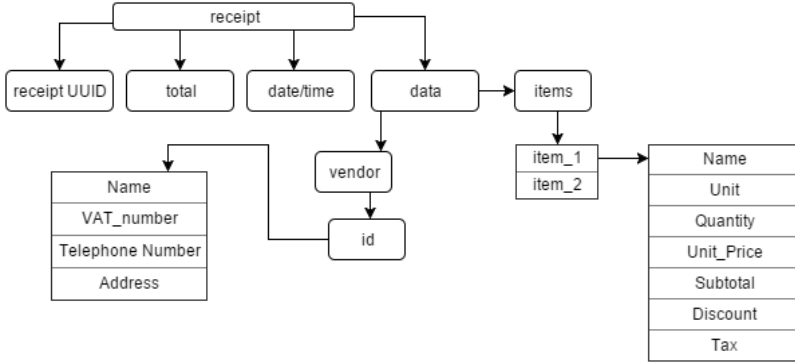 receipt
receipt UUID
total
date/time
data
items
vendor
id
Name
VAT_number
Telephone Number
Address
item_1
item_2
Name
Unit
Quantity
Unit_Price
Subtotal
Discount
Tax